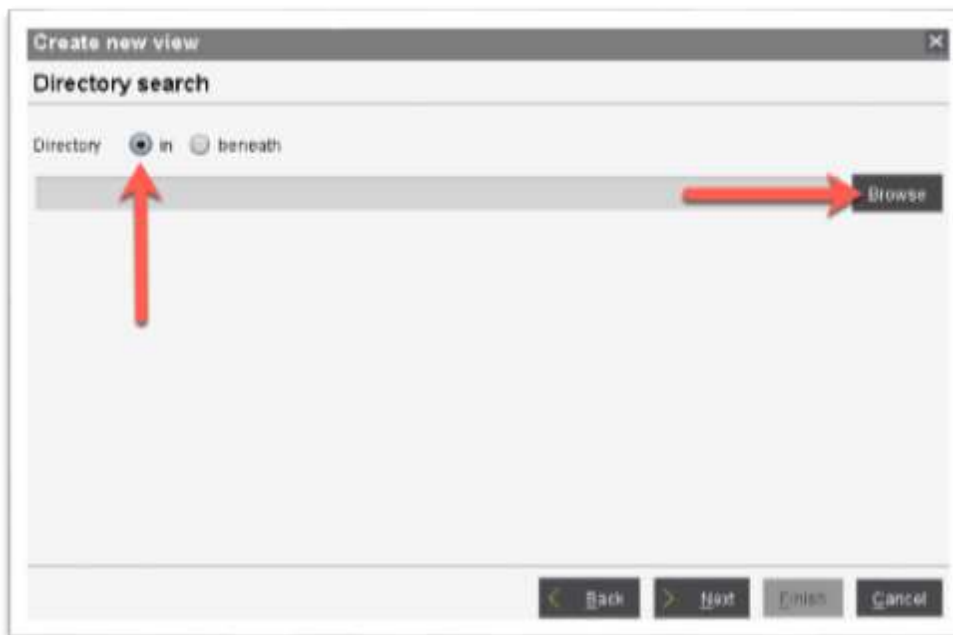 Create new view
Directory search
Directory in beneath
Browse
Back Next Finish Cancel